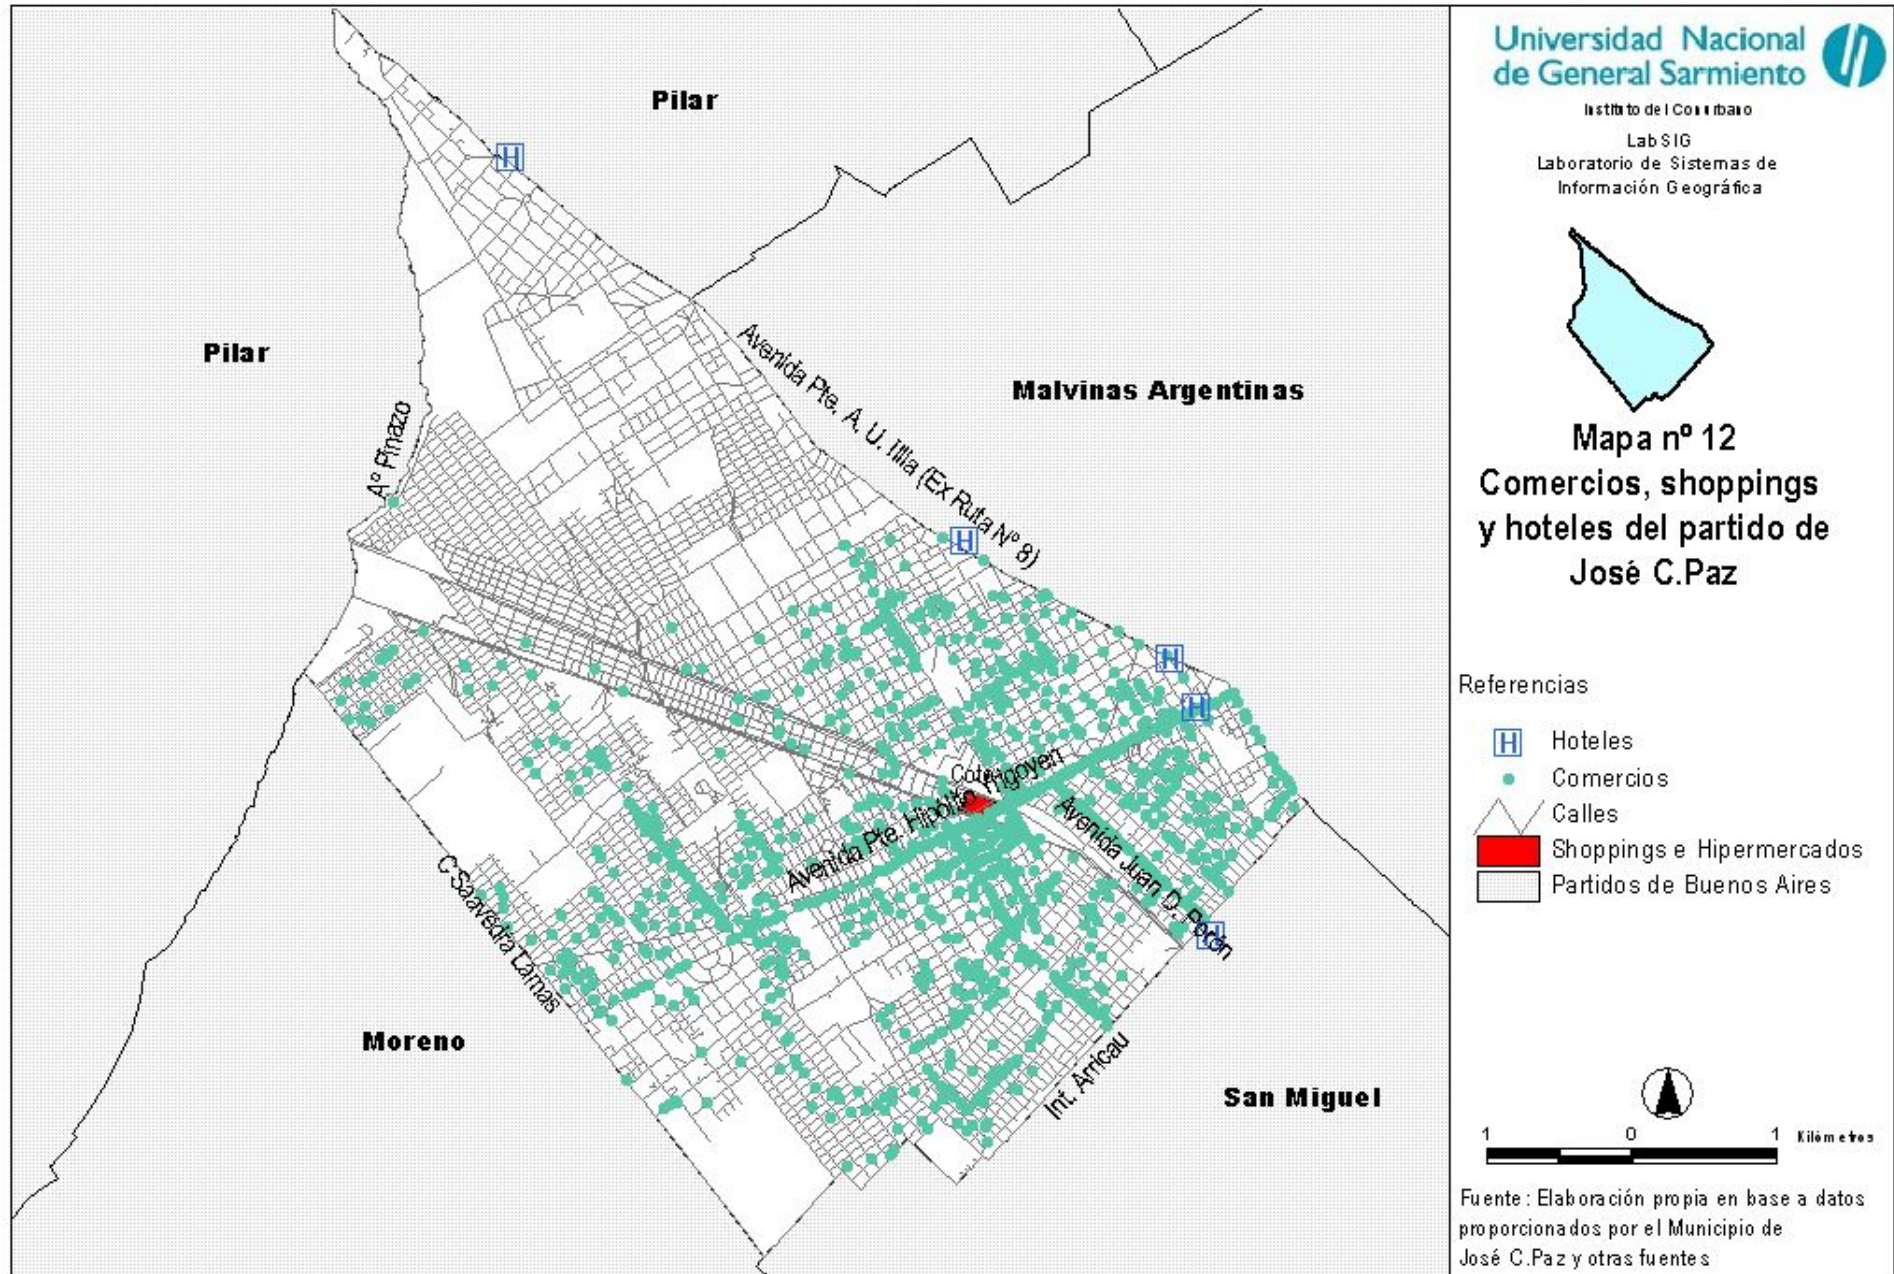 Pilar
Pilar
Malvinas Argentinas
Moreno
San Miguel
Aº Pinazo
Avenida Pte. A. U. Illia (Ex Ruta Nº 8)
Avenida Pte. Hipólito Yrigoyen
Avenida Juan D. Perón
C Saavedra Lamas
Int. Arricau
H
H
H
H
H
Universidad Nacional
de General Sarmiento
Instituto del Conurbano
LabSIG
Laboratorio de Sistemas de
Información Geográfica
Mapa nº 12
Comercios, shoppings
y hoteles del partido de
José C.Paz
Referencias
H Hoteles
Comercios
Calles
Shoppings e Hipermercados
Partidos de Buenos Aires
1 0 1 Kilómetros
Fuente: Elaboración propia en base a datos
proporcionados por el Municipio de
José C.Paz y otras fuentes